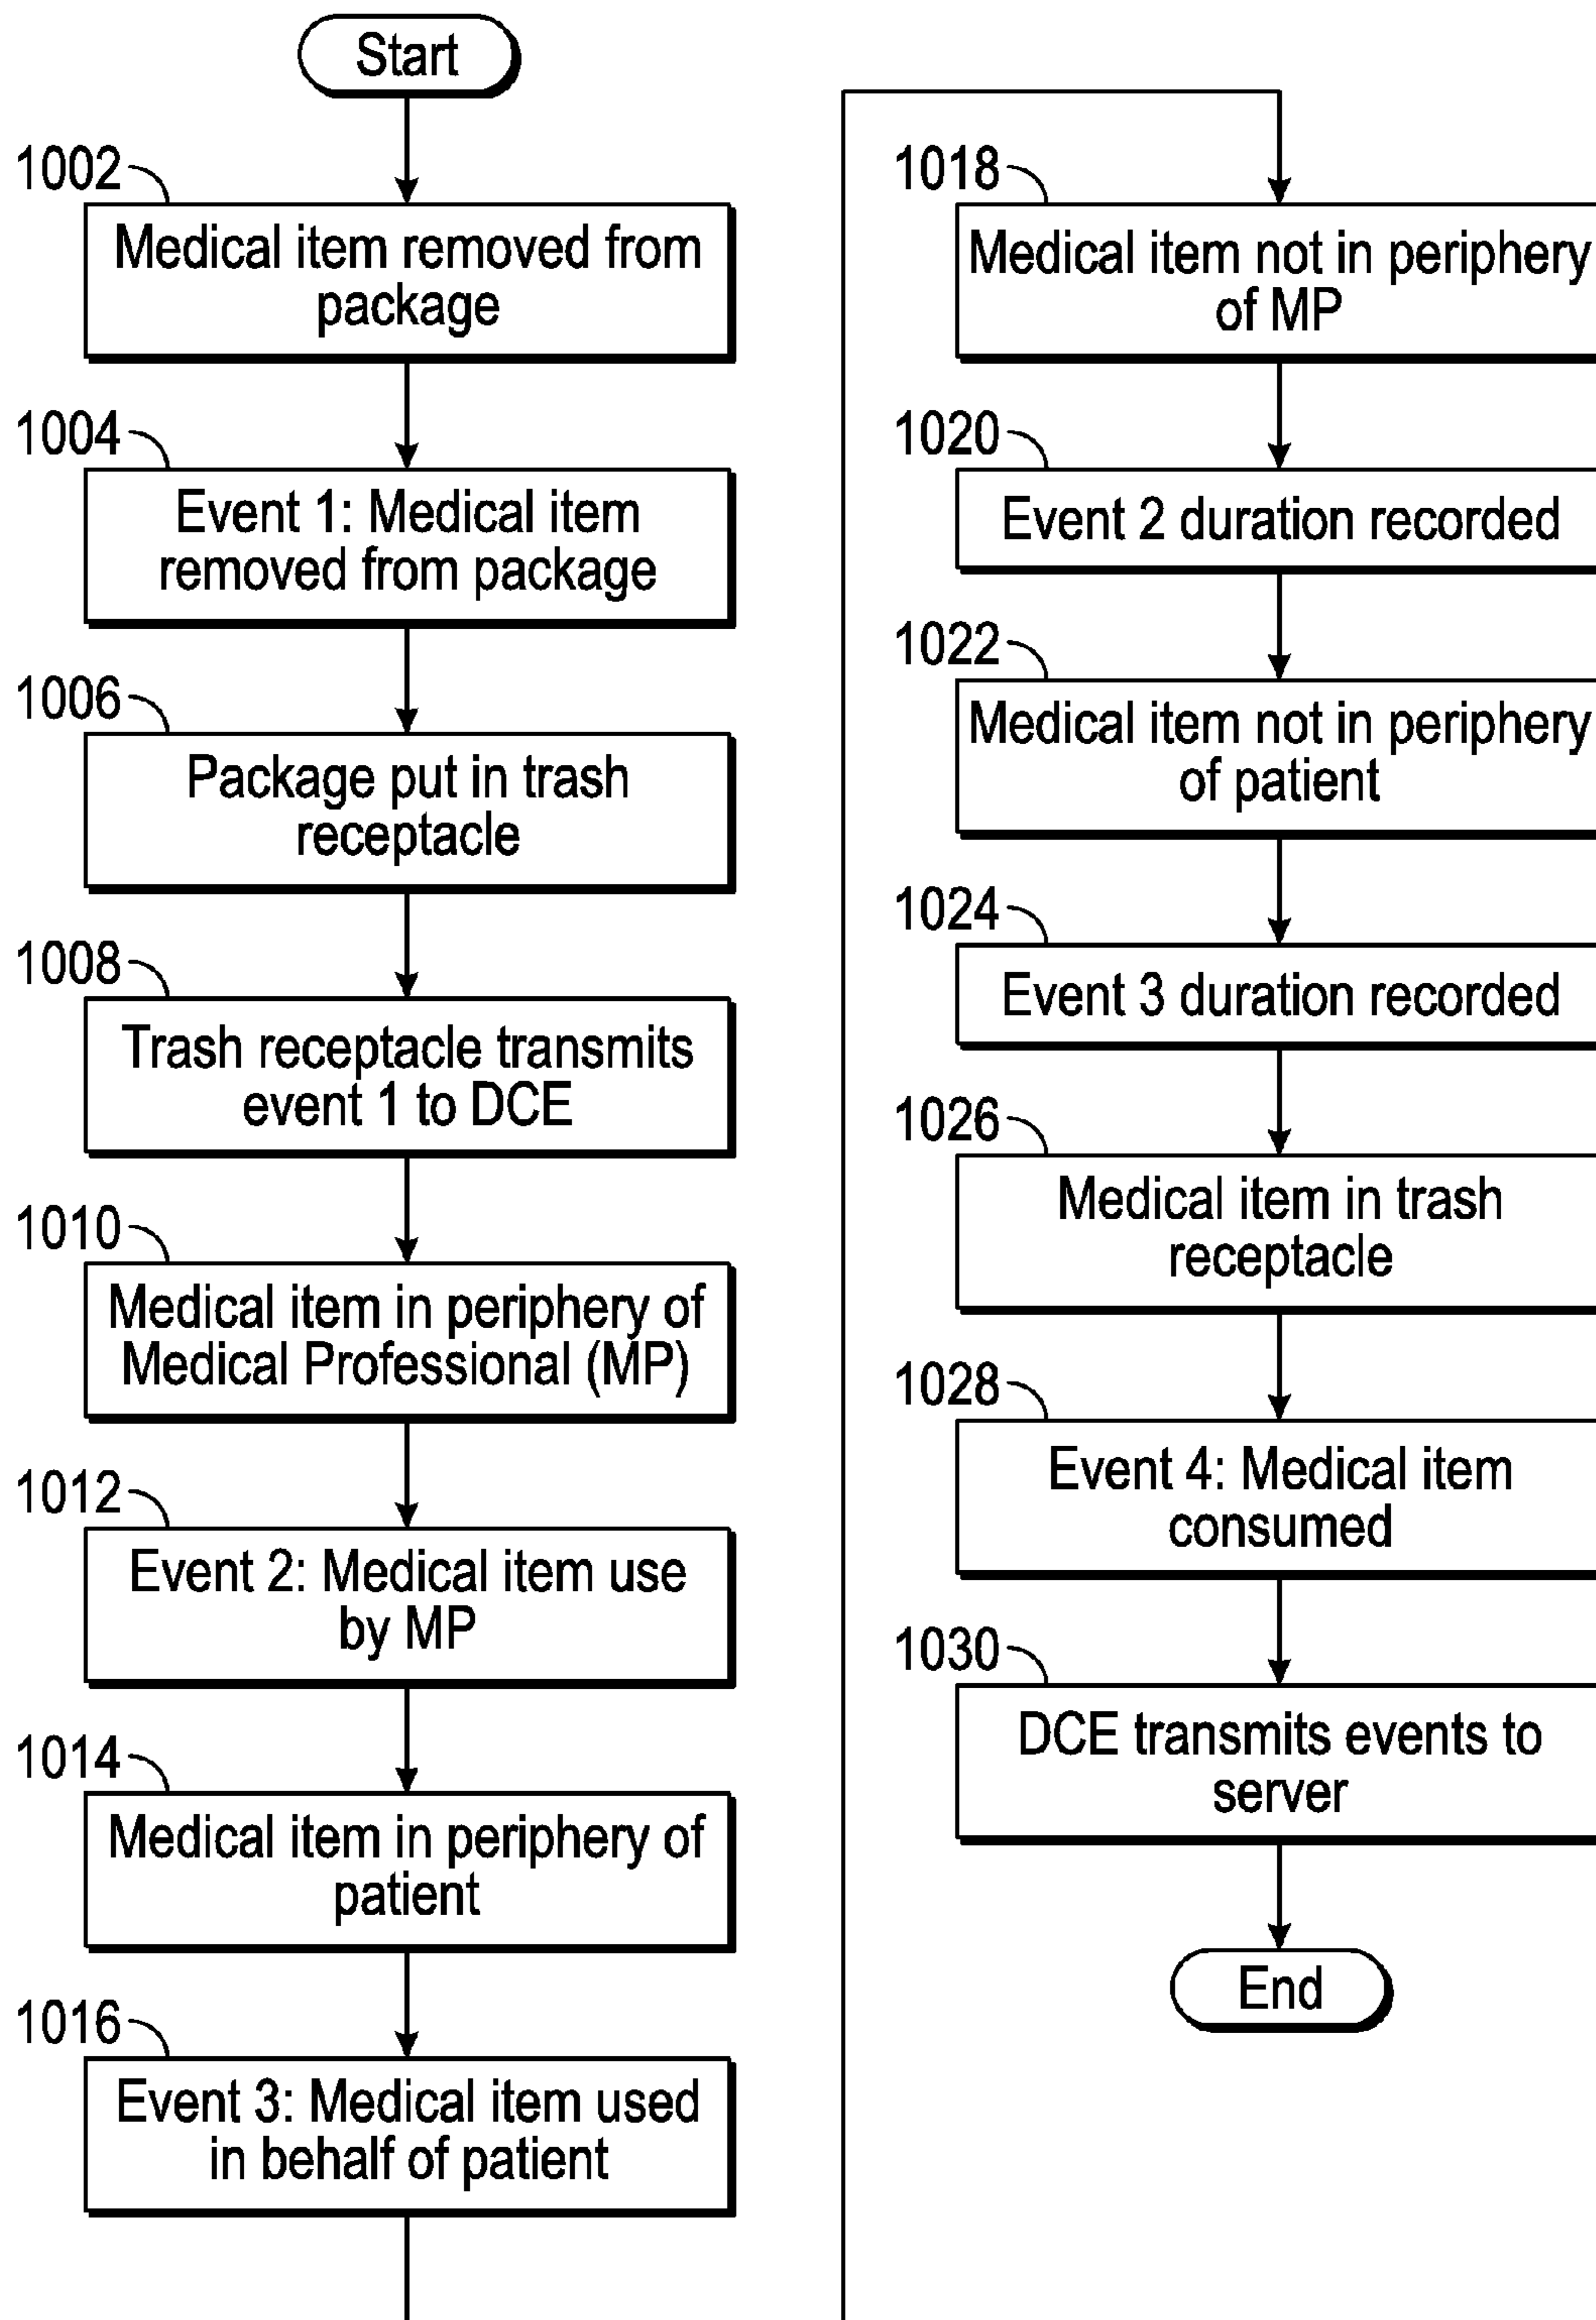 Start
1002
Medical item removed from
package
1004
Event 1: Medical item
removed from package
1006
Package put in trash
receptacle
1008
Trash receptacle transmits
event 1 to DCE
1010
Medical item in periphery of
Medical Professional (MP)
1012
Event 2: Medical item use
by MP
1014
Medical item in periphery of
patient
1016
Event 3: Medical item used
in behalf of patient
1018
Medical item not in periphery
of MP
1020
Event 2 duration recorded
1022
Medical item not in periphery
of patient
1024
Event 3 duration recorded
1026
Medical item in trash
receptacle
1028
Event 4: Medical item
consumed
1030
DCE transmits events to
server
End